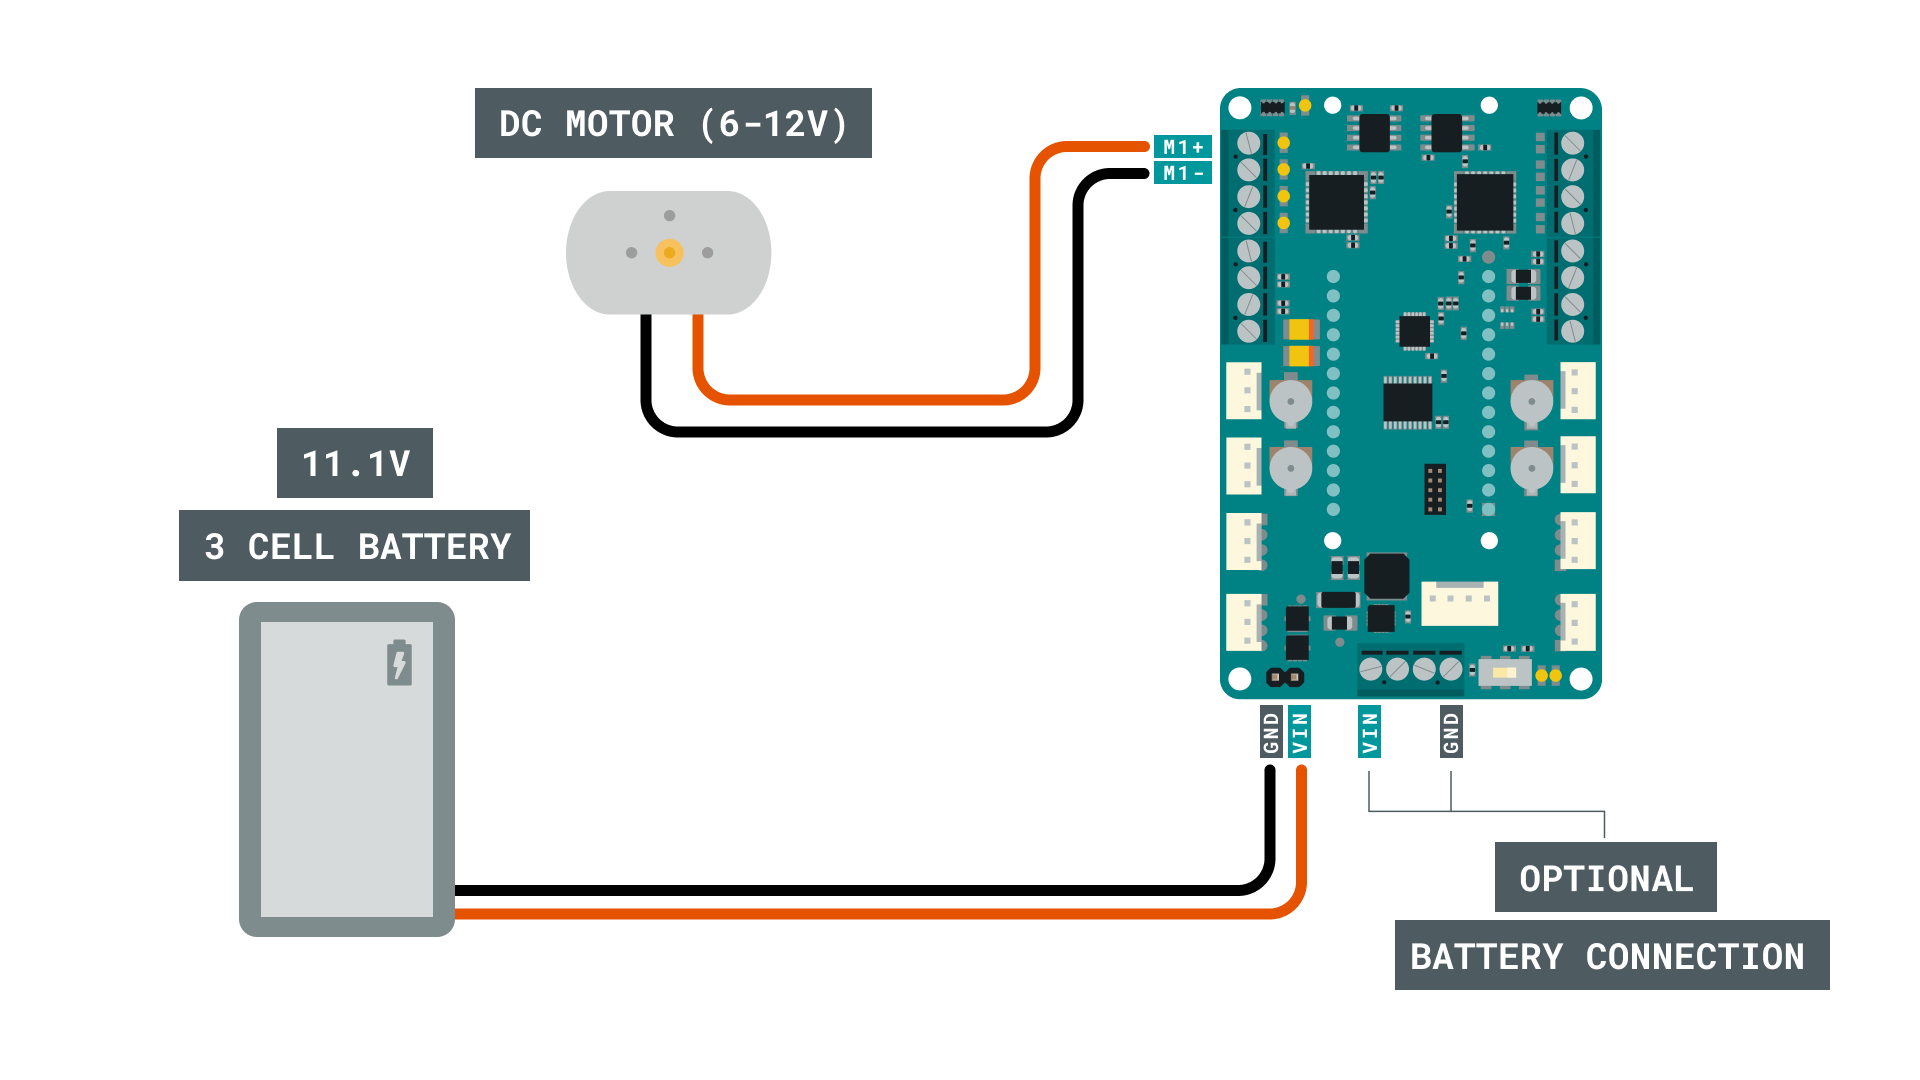 DC MOTOR (6-12V)
M1+
M1-
11.1V
3 CELL BATTERY
GND
VIN
VIN
GND
OPTIONAL
BATTERY CONNECTION